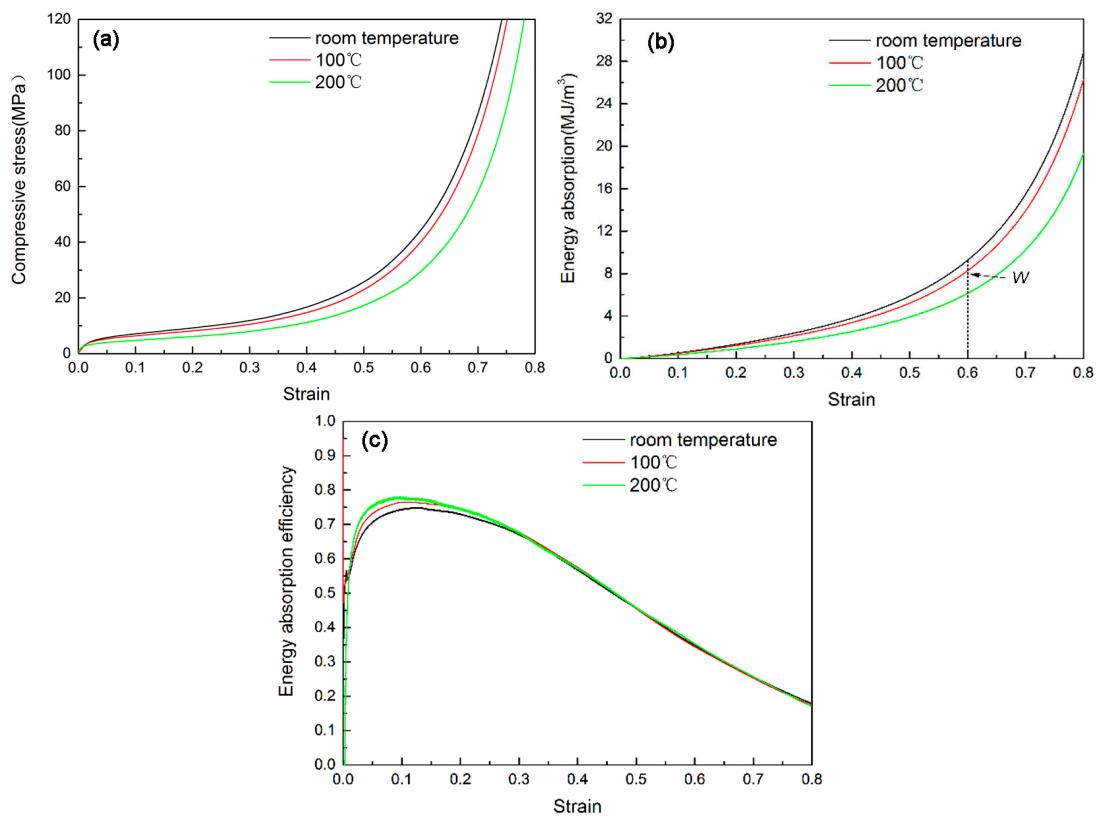 (a)
room temperature
100℃
200℃
Compressive stress(MPa)
120
100
80
60
40
20
0
0.0 0.1 0.2 0.3 0.4 0.5 0.6 0.7 0.8
Strain
(b)
room temperature
100℃
200℃
Energy absorption(MJ/m³)
32
28
24
20
16
12
8
4
0
W
0.0 0.1 0.2 0.3 0.4 0.5 0.6 0.7 0.8
Strain
(c)
room temperature
100℃
200℃
Energy absorption efficiency
1.0
0.9
0.8
0.7
0.6
0.5
0.4
0.3
0.2
0.1
0.0
0.0 0.1 0.2 0.3 0.4 0.5 0.6 0.7 0.8
Strain